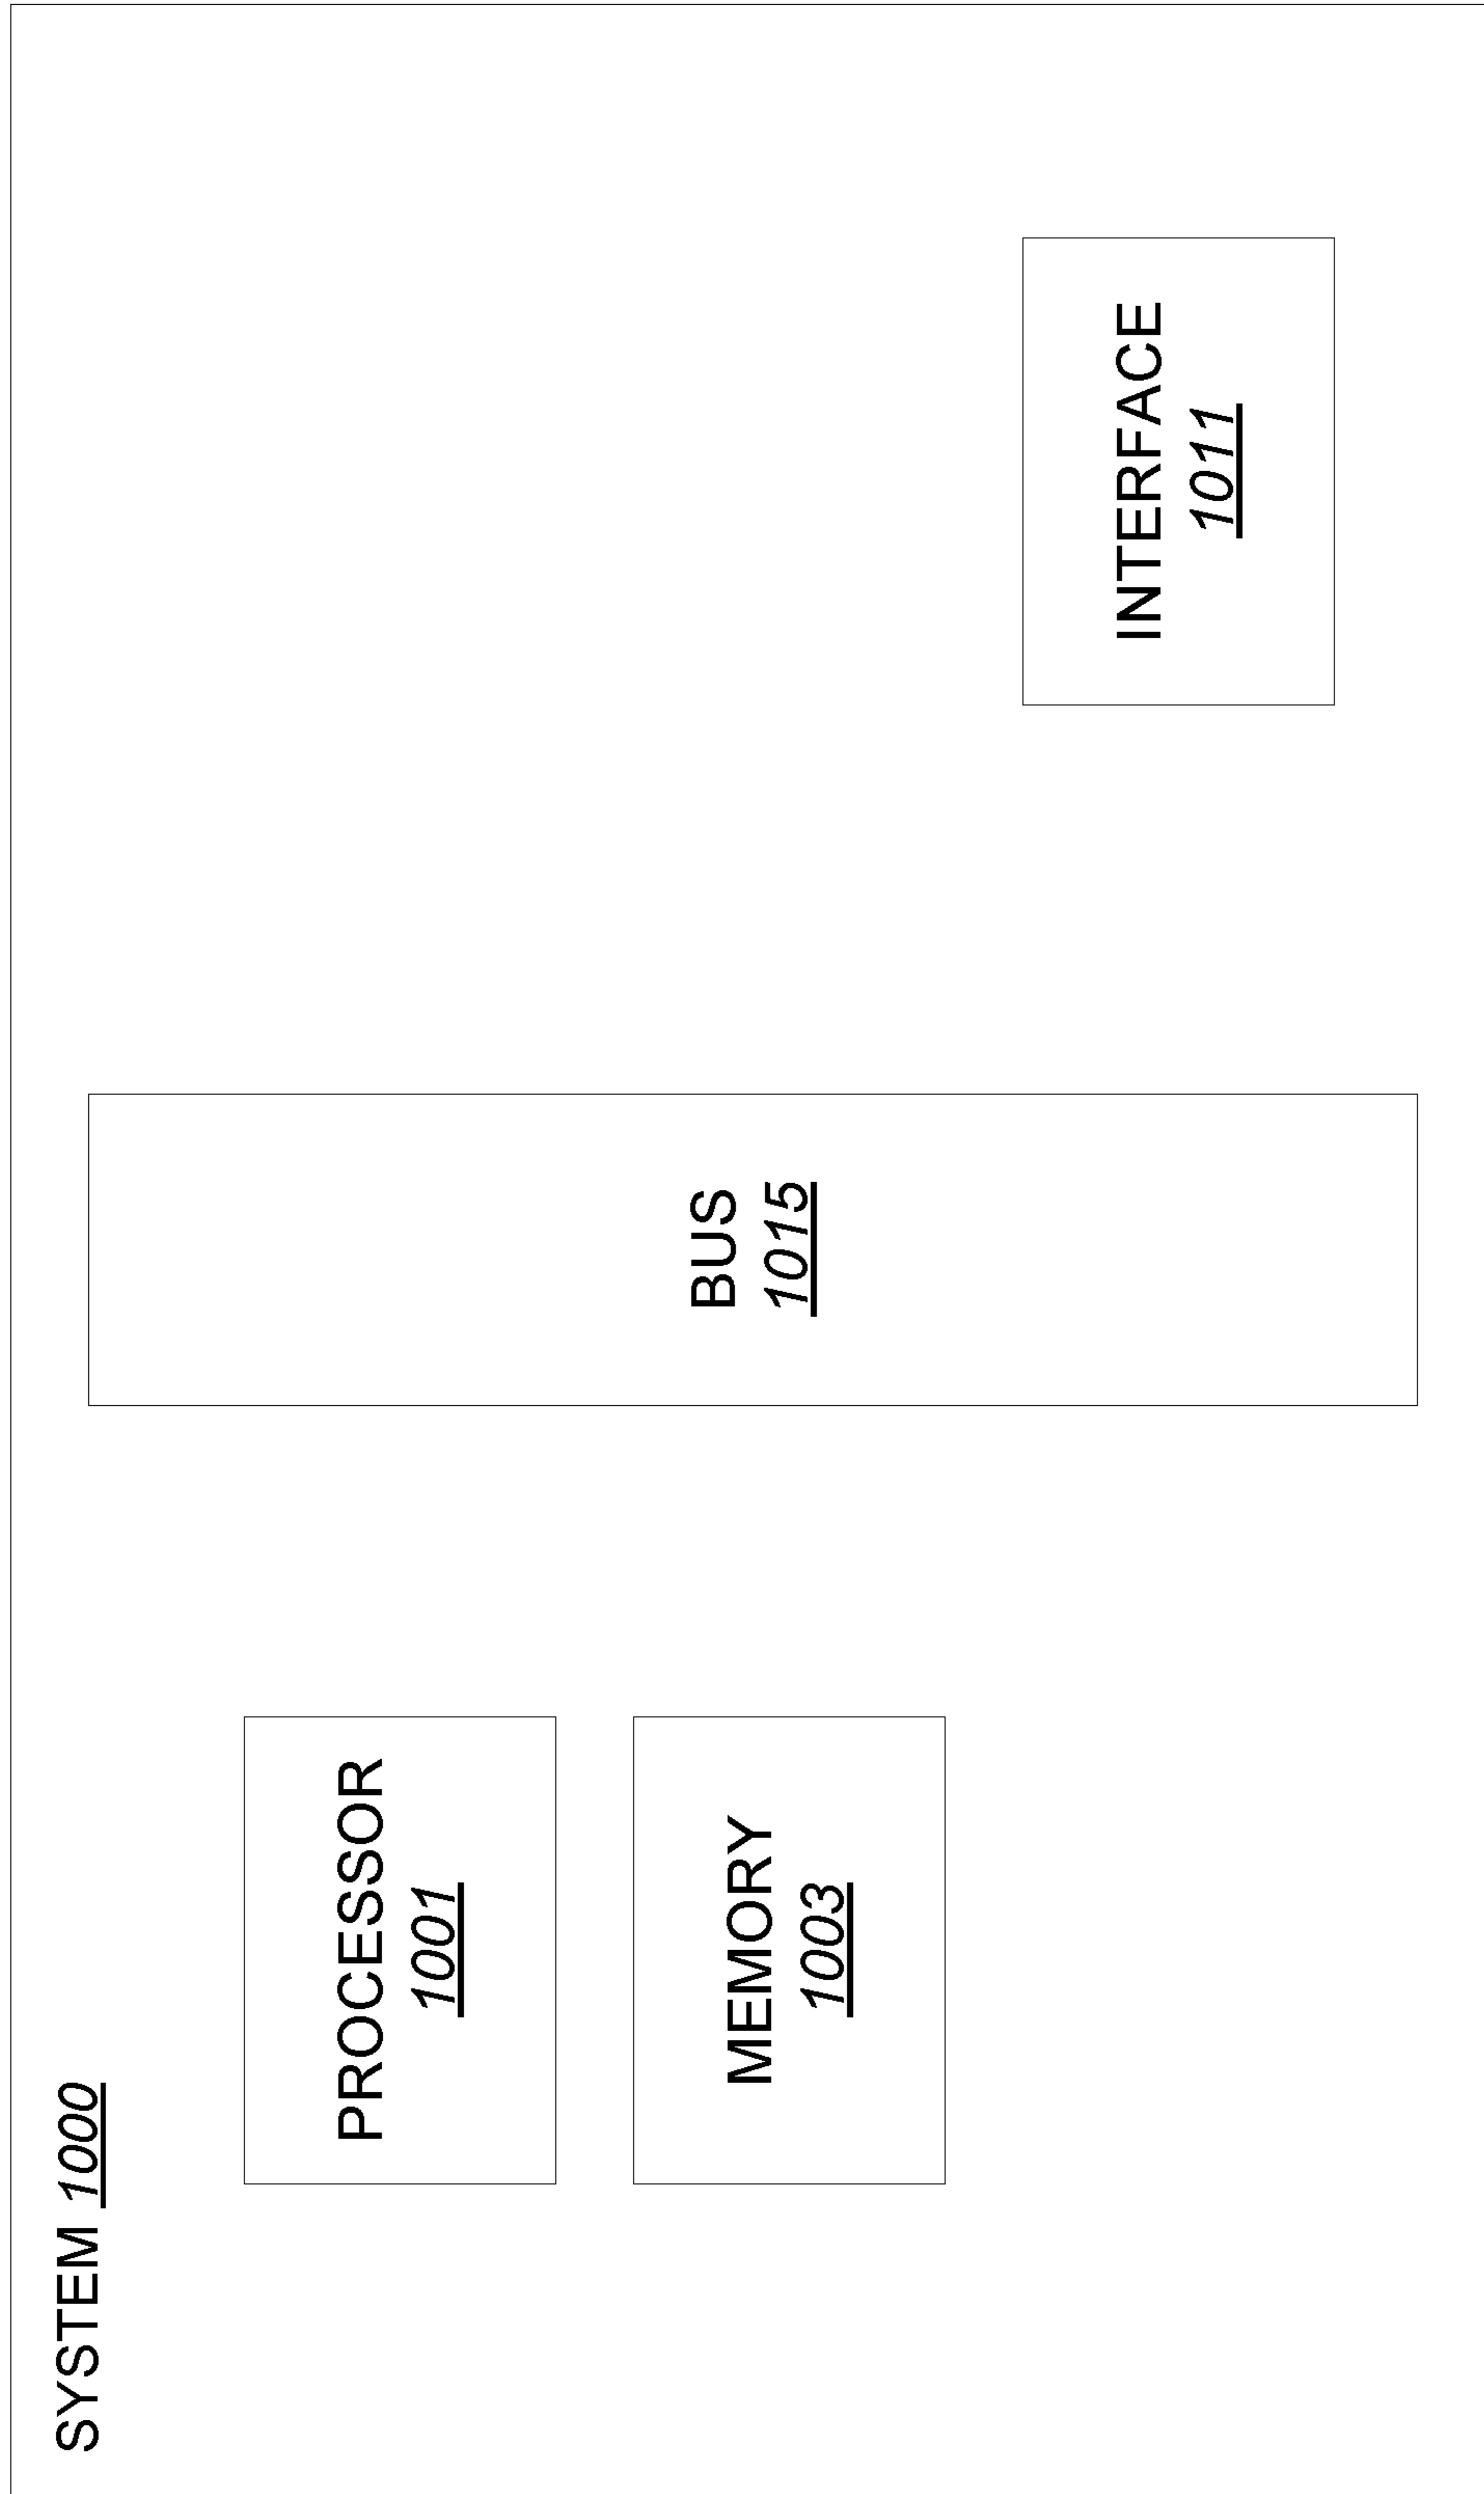 SYSTEM 1000
PROCESSOR
1001
MEMORY
1003
BUS
1015
INTERFACE
1011